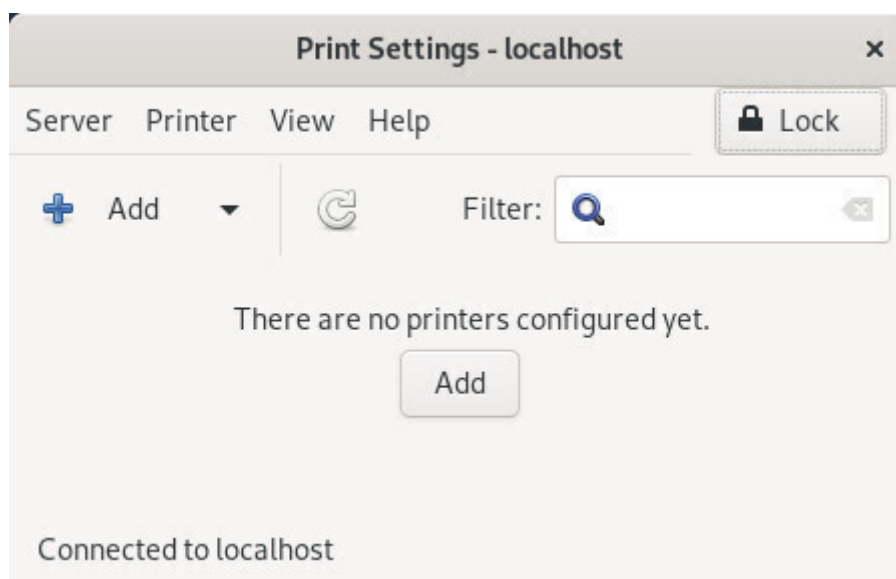 Print Settings - localhost
Server Printer View Help Lock
Add Filter:
There are no printers configured yet.
Add
Connected to localhost